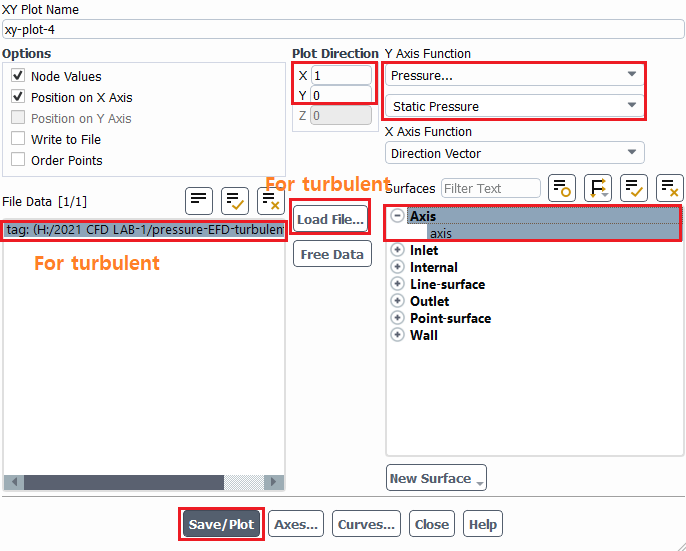 XY Plot Name
xy-plot-4
Options
Node Values
Position on X Axis
Position on Y Axis
Write to File
Order Points
Plot Direction
X 1
Y 0
Z 0
Y Axis Function
Pressure...
Static Pressure
X Axis Function
Direction Vector
File Data [1/1]
tag: (H:/2021 CFD LAB-1/pressure-EFD-turbulen
For turbulent
For turbulent
Load File...
Free Data
Surfaces Filter Text
Axis
axis
Inlet
Internal
Line-surface
Outlet
Point-surface
Wall
New Surface
Save/Plot Axes... Curves... Close Help